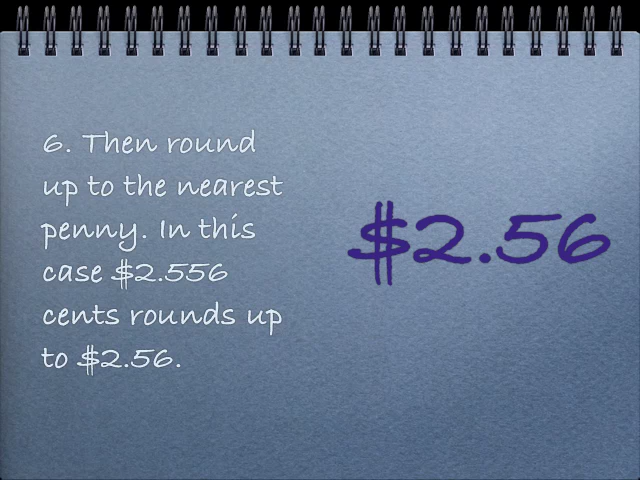 6. Then round
up to the nearest
penny. In this
case $2.556
cents rounds up
to $2.56.
$2.56